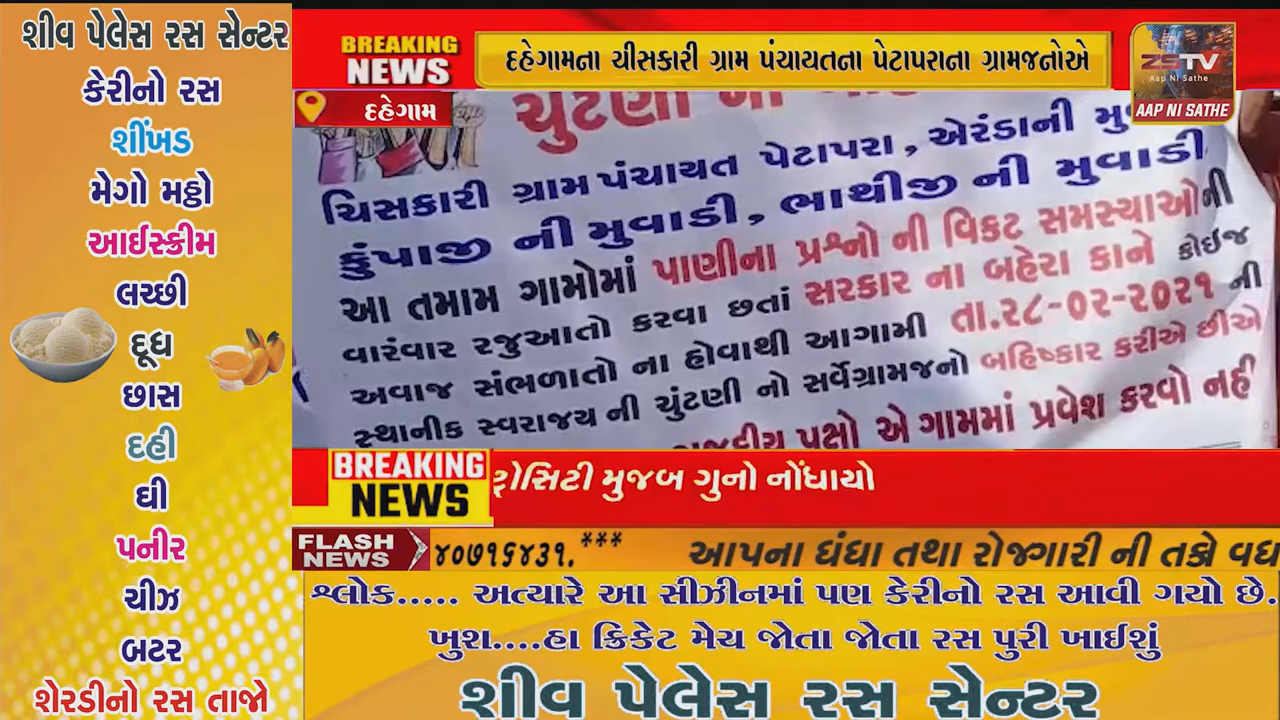 શીવ પેલેસ રસ સેન્ટર
કેરીનો રસ
શીંખડ
મેગો મઠ્ઠો
આઈસ્ક્રીમ
લચ્છી
દૂધ
છાસ
દહી
ઘી
પનીર
ચીઝ
બટર
શેરડીનો રસ તાજો
BREAKING NEWS
દહેગામના ચીસકારી ગ્રામ પંચાયતના પેટાપરાના ગ્રામજનોએ
ZSTV
Aap Ni Sathe
AAP NI SATHE
દહેગામ
ચુંટણી
ચિસકારી ગ્રામ પંચાયત પેટાપરા, એરંડાની
કુંપાજી ની મુવાડી, ભાથીજી ની મુવાડી
આ તમામ ગામોમાં પાણીના પ્રશ્નો ની વિકટ સમસ્યાઓની
વારંવાર રજુઆતો કરવા છતાં સરકાર ના બહેરા કાને કોઇજ
અવાજ સંભળાતો ના હોવાથી આગામી તા.૨૮-૦૨-૨૦૨૧ ની
સ્થાનીક સ્વરાજય ની ચુંટણી નો સર્વેગ્રામજનો બહિષ્કાર કરીએ છીએ
પક્ષો એ ગામમાં પ્રવેશ કરવો નહી
BREAKING NEWS
ટ્રોસિટી મુજબ ગુનો નોંધાયો
FLASH NEWS
૪૦૭૧૬૪૩૧.*** આપના ધંધા તથા રોજગારી ની તકો વધ
શ્લોક..... અત્યારે આ સીઝીનમાં પણ કેરીનો રસ આવી ગયો છે.
ખુશ....હા ક્રિકેટ મેચ જોતા જોતા રસ પુરી ખાઈશું
શીવ પેલેસ રસ સેન્ટર